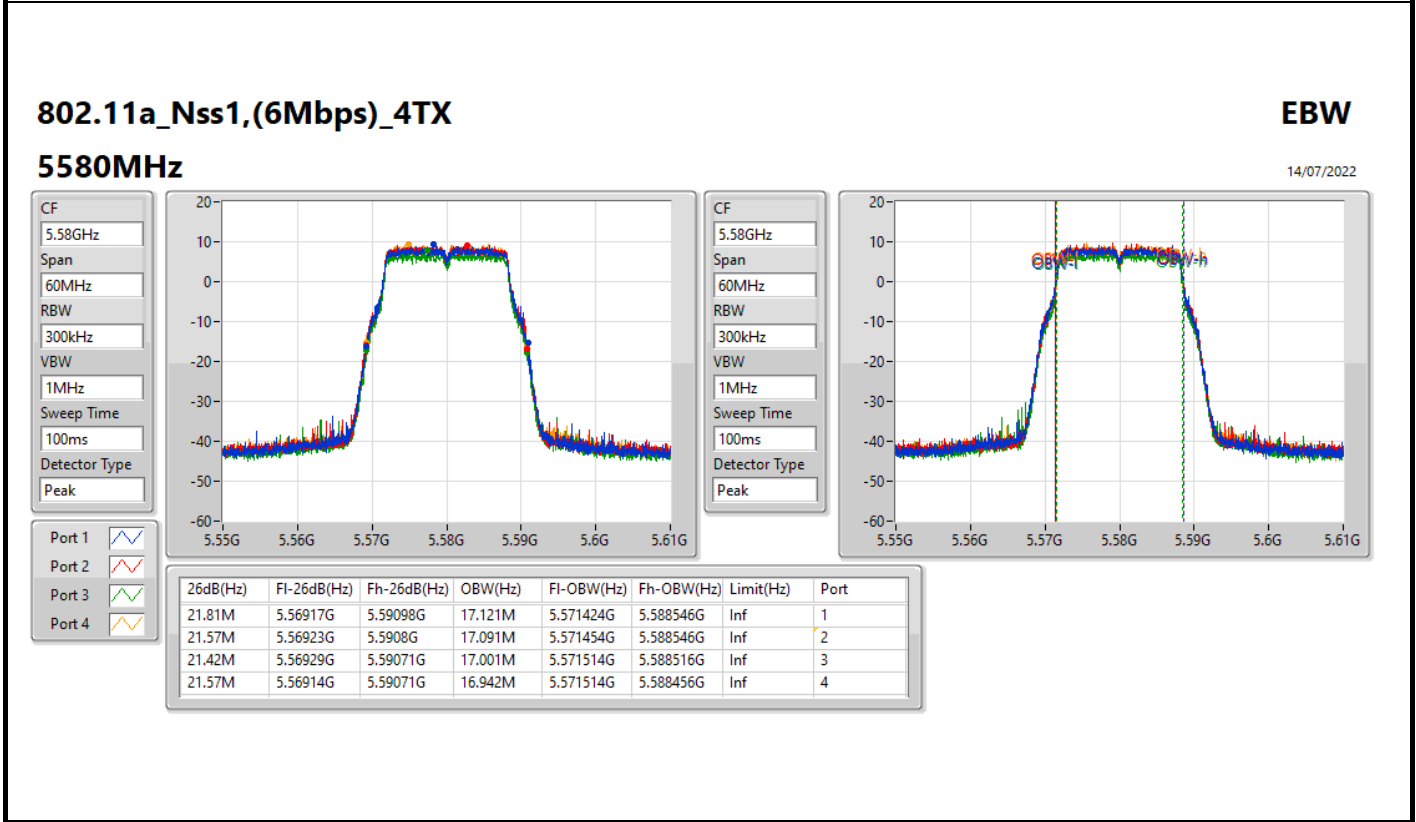 802.11a_Nss1,(6Mbps)_4TX
EBW
5580MHz
14/07/2022
CF
5.58GHz
Span
60MHz
RBW
300kHz
VBW
1MHz
Sweep Time
100ms
Detector Type
Peak
20
10
0
-10
-20
-30
-40
-50
-60
5.55G 5.56G 5.57G 5.58G 5.59G 5.6G 5.61G
CF
5.58GHz
Span
60MHz
RBW
300kHz
VBW
1MHz
Sweep Time
100ms
Detector Type
Peak
20
10
0
-10
-20
-30
-40
-50
-60
OBW-l
OBW-h
5.55G 5.56G 5.57G 5.58G 5.59G 5.6G 5.61G
Port 1
Port 2
Port 3
Port 4
26dB(Hz) Fl-26dB(Hz) Fh-26dB(Hz) OBW(Hz) Fl-OBW(Hz) Fh-OBW(Hz) Limit(Hz) Port
21.81M 5.56917G 5.59098G 17.121M 5.571424G 5.588546G Inf 1
21.57M 5.56923G 5.5908G 17.091M 5.571454G 5.588546G Inf 2
21.42M 5.56929G 5.59071G 17.001M 5.571514G 5.588516G Inf 3
21.57M 5.56914G 5.59071G 16.942M 5.571514G 5.588456G Inf 4